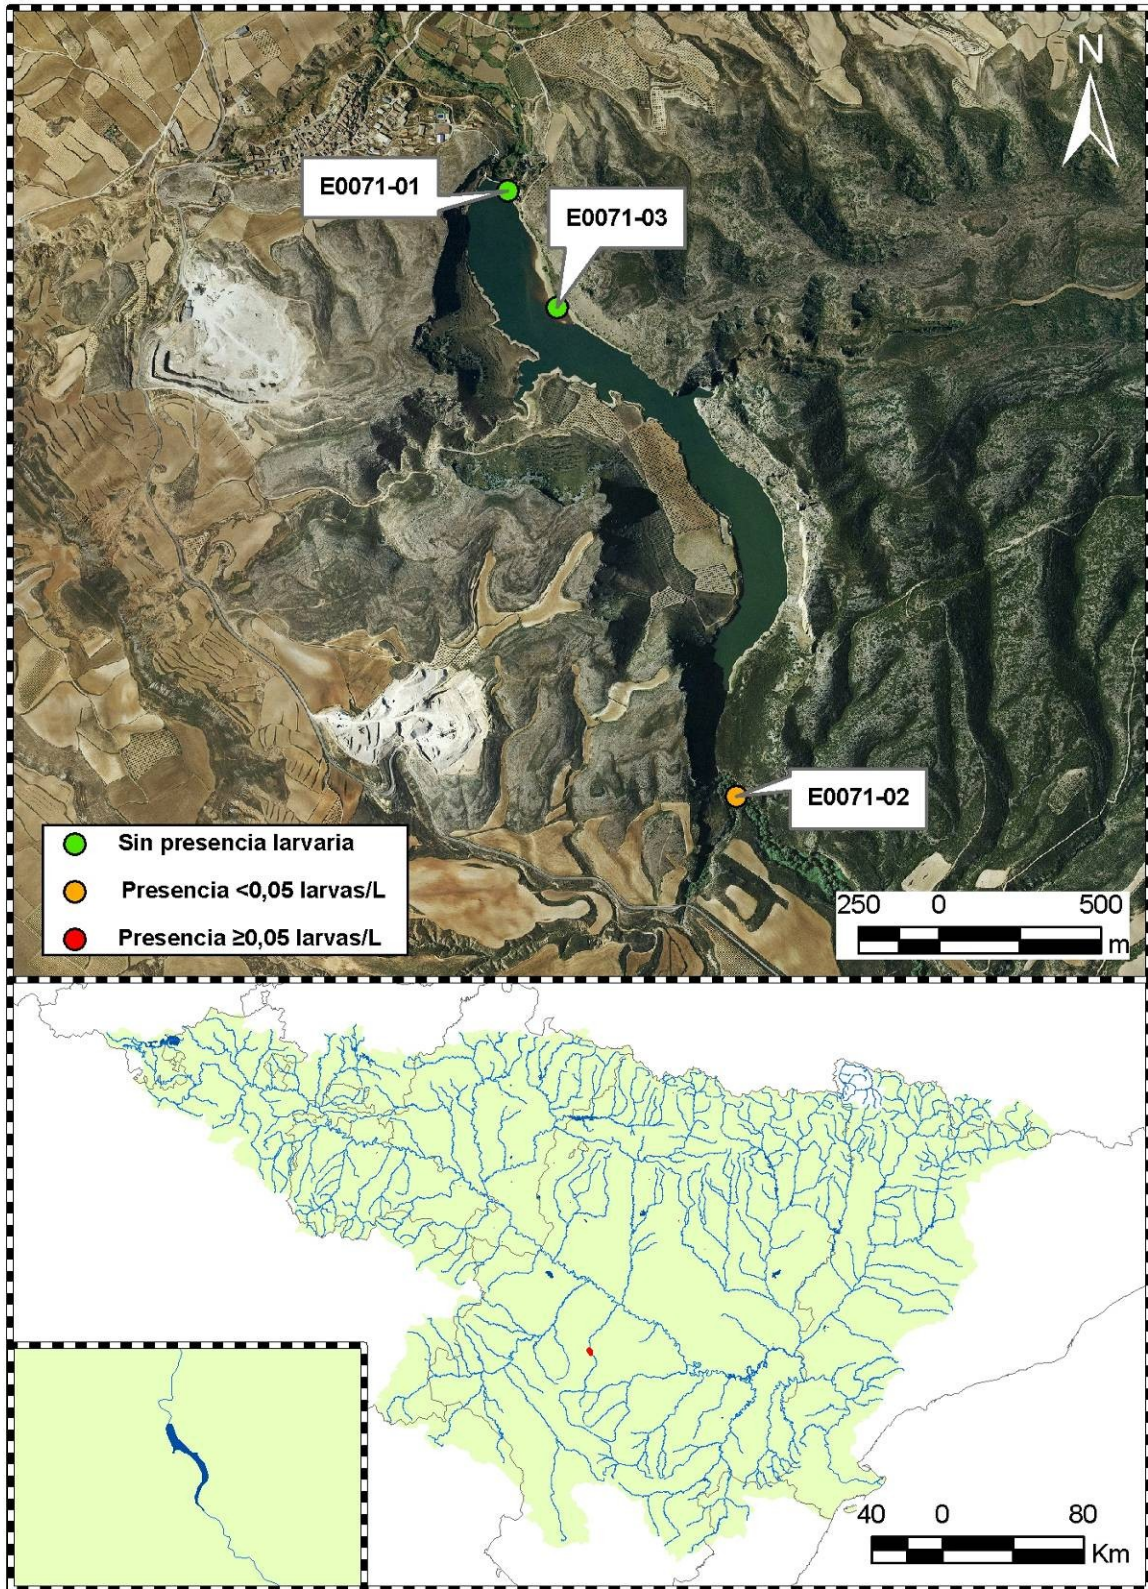 N
E0071-01
E0071-03
E0071-02
Sin presencia larvaria
Presencia <0,05 larvas/L
Presencia ≥0,05 larvas/L
250 0 500
m
40 0 80
Km